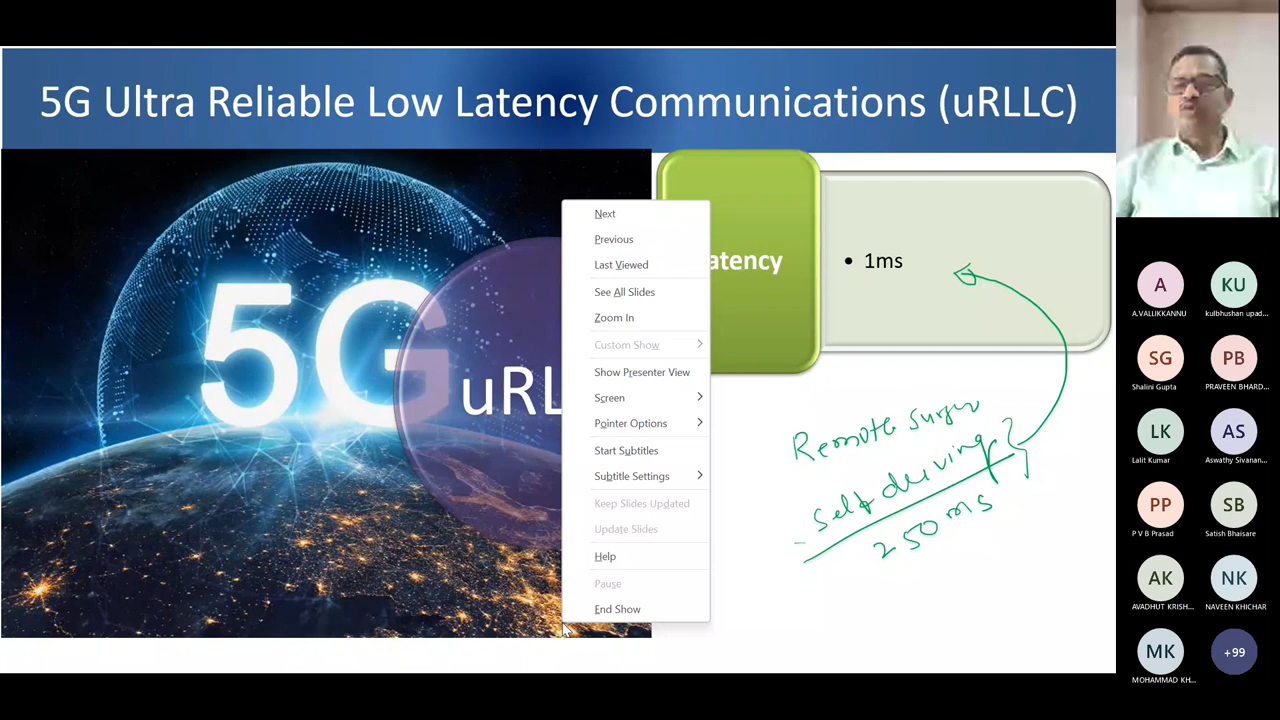 5G Ultra Reliable Low Latency Communications (uRLLC)
5G
uRL
atency
• 1ms
Next
Previous
Last Viewed
See All Slides
Zoom In
Custom Show
Show Presenter View
Screen
Pointer Options
Start Subtitles
Subtitle Settings
Keep Slides Updated
Update Slides
Help
Pause
End Show
Remote
Self driving
250 ms
A
KU
A.VALLIKKANNU
kulbhushan upad...
SG
PB
Shalini Gupta
PRAVEEN BHARD...
LK
AS
Lalit Kumar
Aswathy Sivanan...
PP
SB
P V B Prasad
Satish Bhaisare
AK
NK
AVADHUT KRISH...
NAVEEN KHICHAR
MK
+99
MOHAMMAD KH...